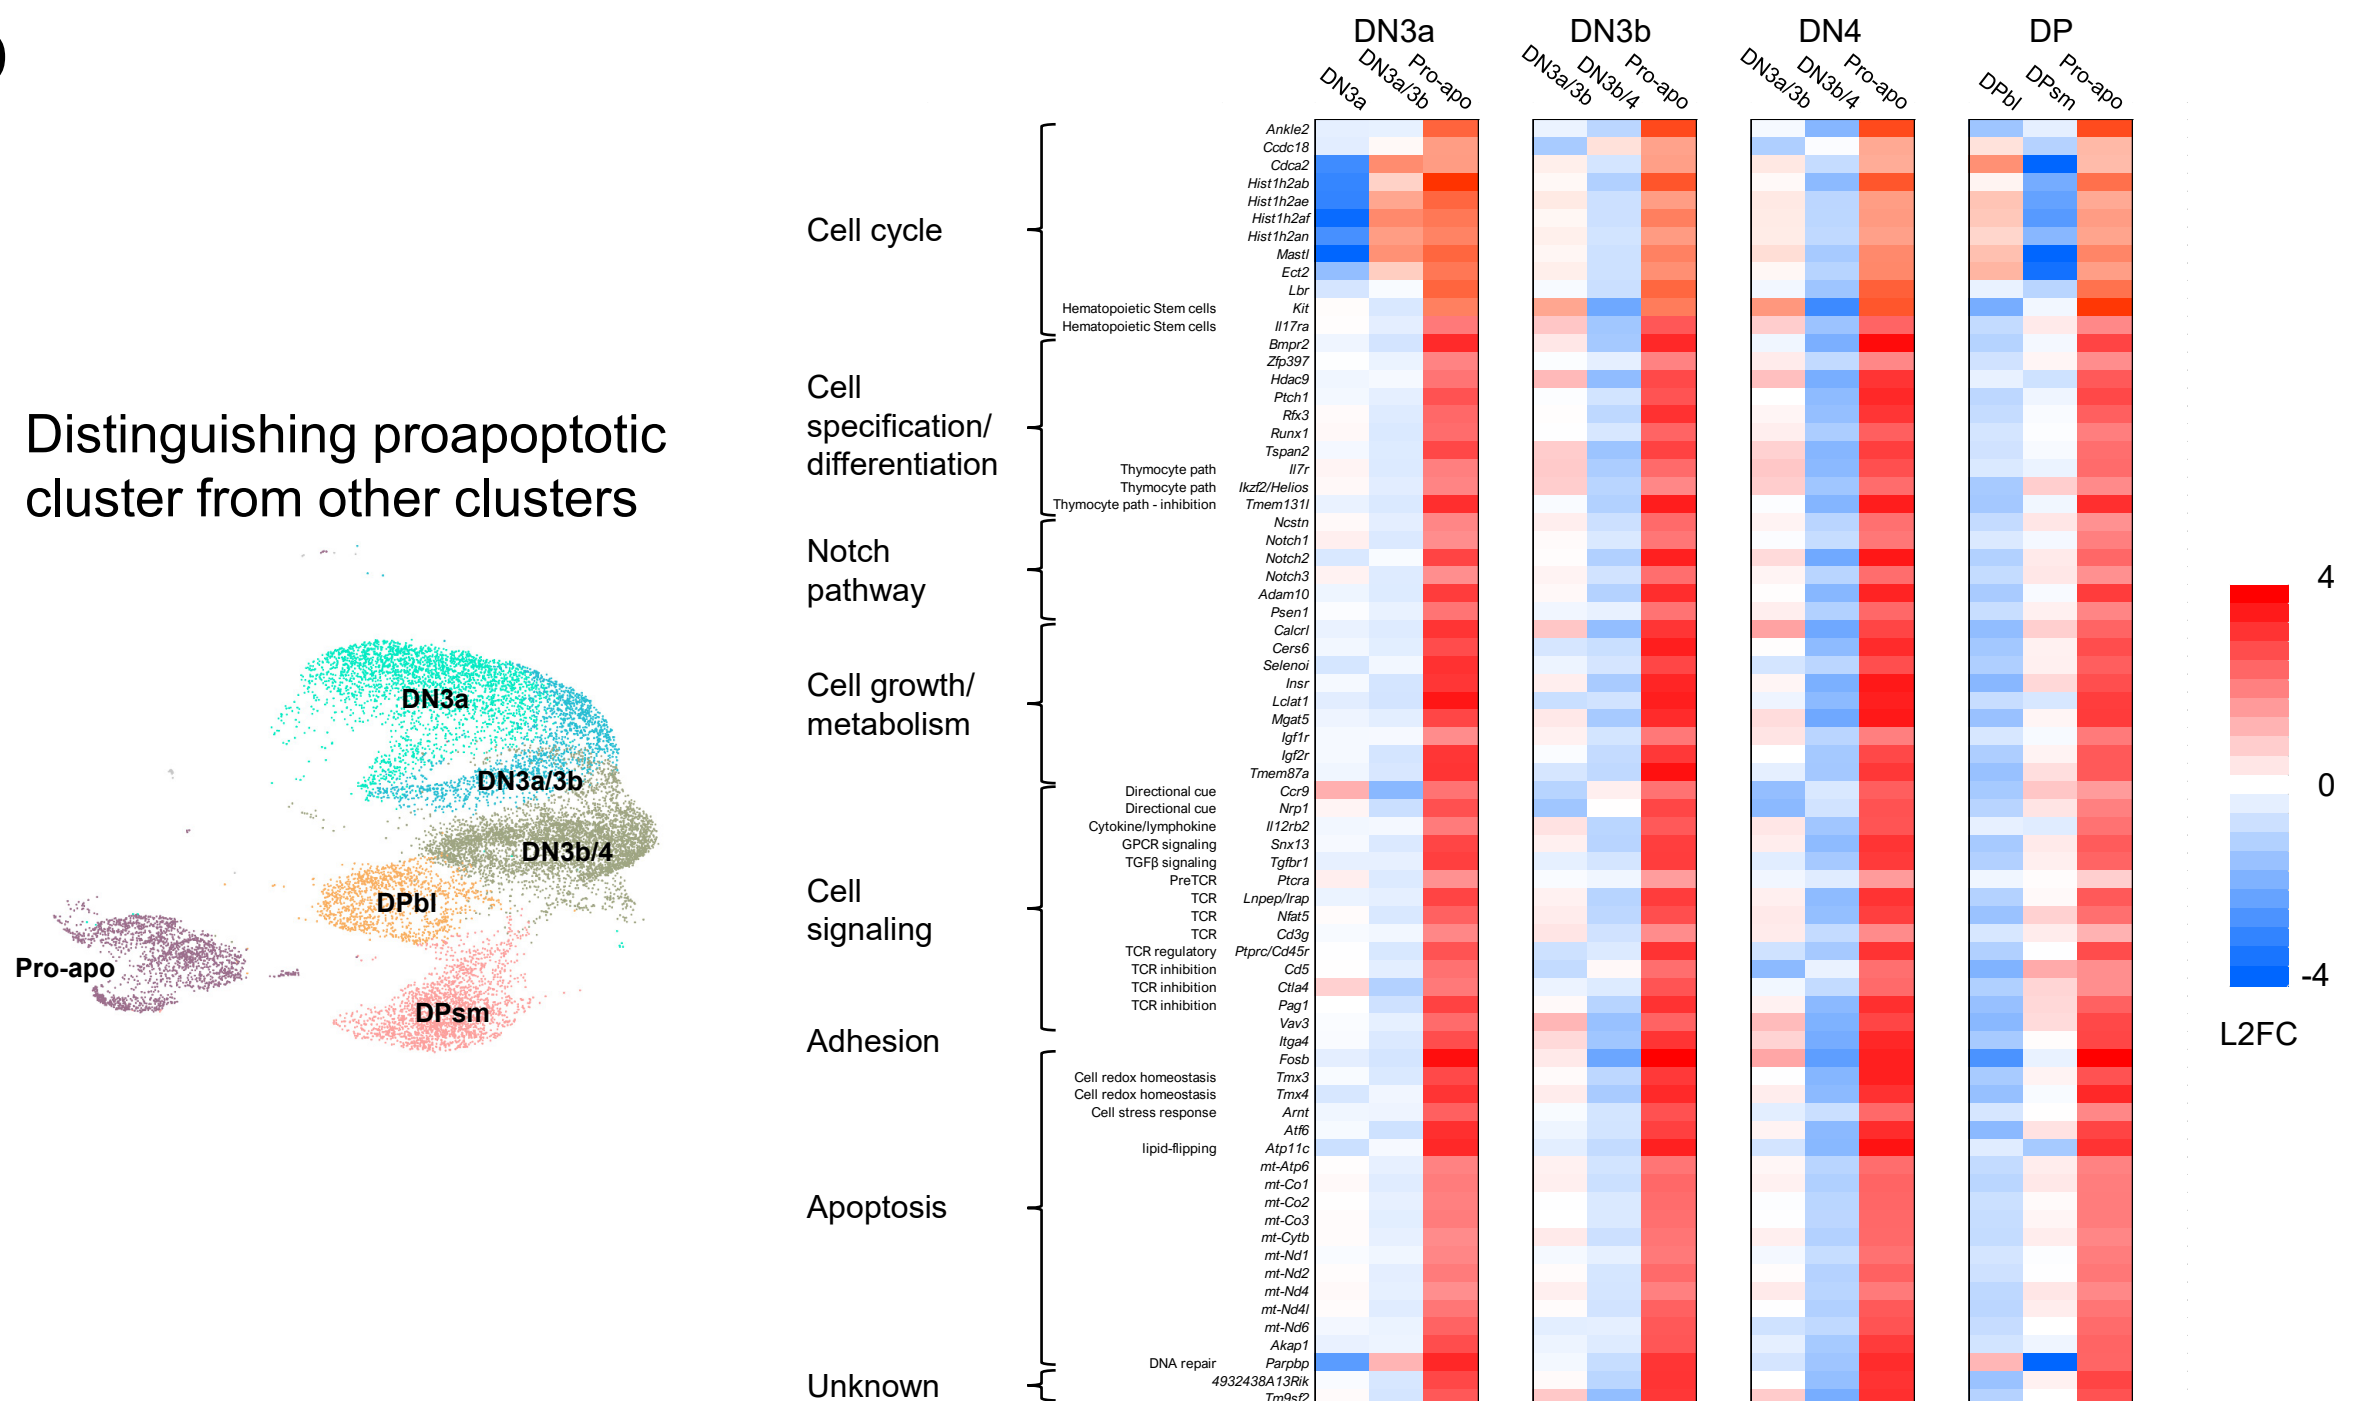 DN3a
DN3b
DN4
DP
DN3a
DN3a/3b
Pro-apo
DN3a/3b
DN3b/4
Pro-apo
DN3a/3b
DN3b/4
Pro-apo
DPbl
DPsm
Pro-apo
Distinguishing proapoptotic
cluster from other clusters
DN3a
DN3a/3b
DN3b/4
DPbl
Pro-apo
DPsm
Cell cycle
Cell
specification/
differentiation
Notch
pathway
Cell growth/
metabolism
Cell
signaling
Adhesion
Apoptosis
Unknown
Ankle2
Ccdc18
Cdca2
Hist1h2ab
Hist1h2ae
Hist1h2af
Hist1h2an
Mastl
Ect2
Lbr
Hematopoietic Stem cells Kit
Hematopoietic Stem cells Il17ra
Bmpr2
Zfp397
Hdac9
Ptch1
Rfx3
Runx1
Tspan2
Thymocyte path Il7r
Thymocyte path Ikzf2/Helios
Thymocyte path - inhibition Tmem131l
Ncstn
Notch1
Notch2
Notch3
Adam10
Psen1
Calcrl
Cers6
Selenoi
Insr
Lclat1
Mgat5
Igf1r
Igf2r
Tmem87a
Directional cue Ccr9
Directional cue Nrp1
Cytokine/lymphokine Il12rb2
GPCR signaling Snx13
TGFβ signaling Tgfbr1
PreTCR Ptcra
TCR Lnpep/Irap
TCR Nfat5
TCR Cd3g
TCR regulatory Ptprc/Cd45r
TCR inhibition Cd5
TCR inhibition Ctla4
TCR inhibition Pag1
Vav3
Itga4
Fosb
Cell redox homeostasis Tmx3
Cell redox homeostasis Tmx4
Cell stress response Arnt
Atf6
lipid-flipping Atp11c
mt-Atp6
mt-Co1
mt-Co2
mt-Co3
mt-Cytb
mt-Nd1
mt-Nd2
mt-Nd4
mt-Nd4l
mt-Nd6
Akap1
DNA repair Parpbp
4932438A13Rik
Tm9sf2
4
0
-4
L2FC